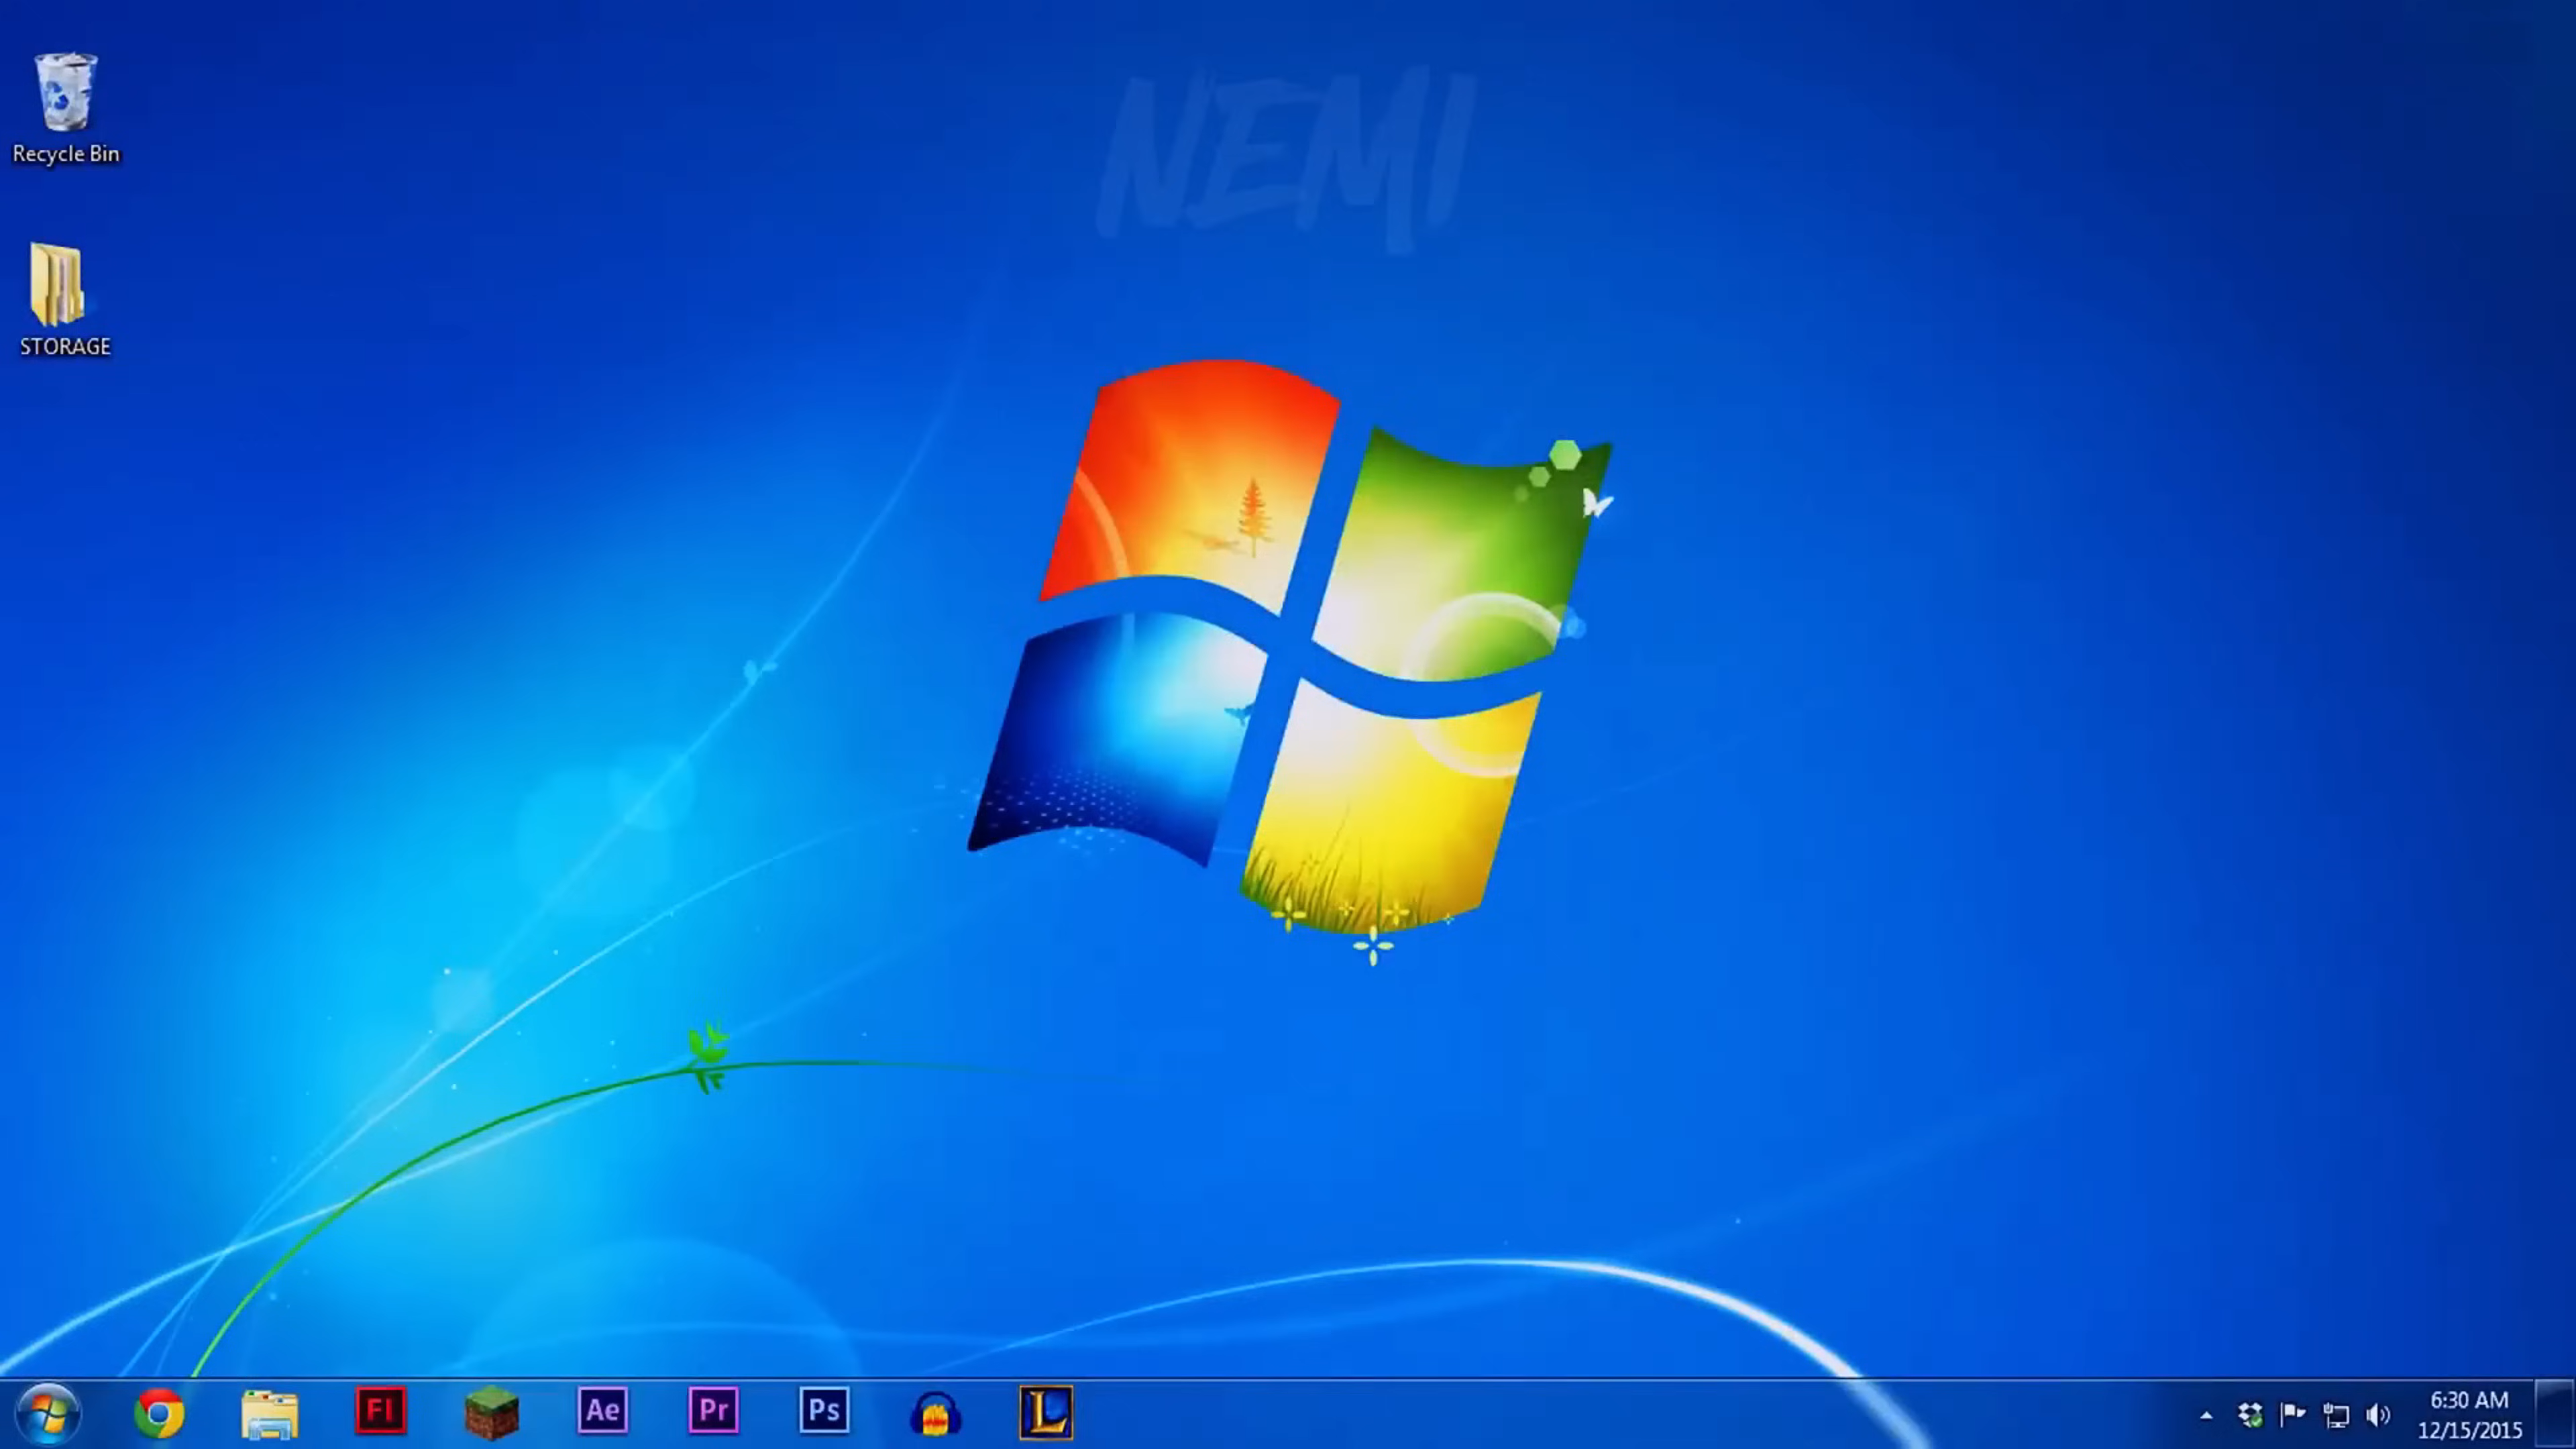 NEMI
Recycle Bin
STORAGE
Fl
Ae
Pr
Ps
L
6:30 AM
12/15/2015